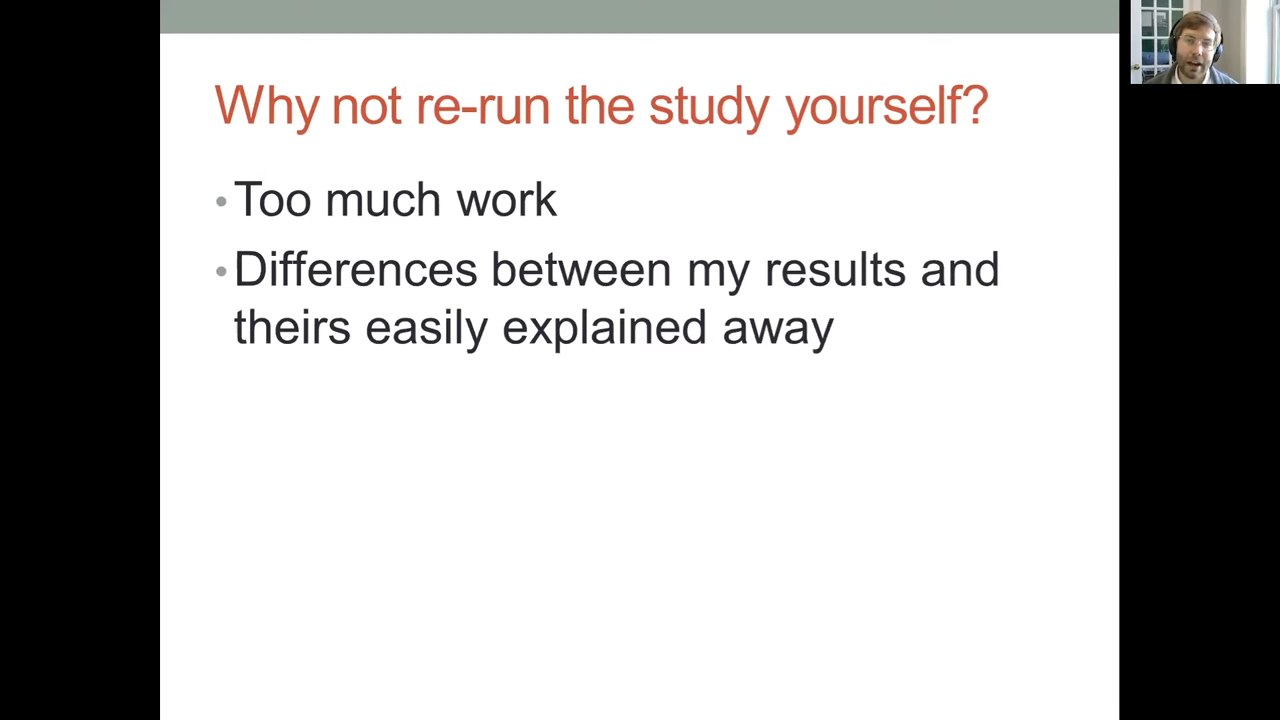 Why not re-run the study yourself?
•Too much work
•Differences between my results and
theirs easily explained away